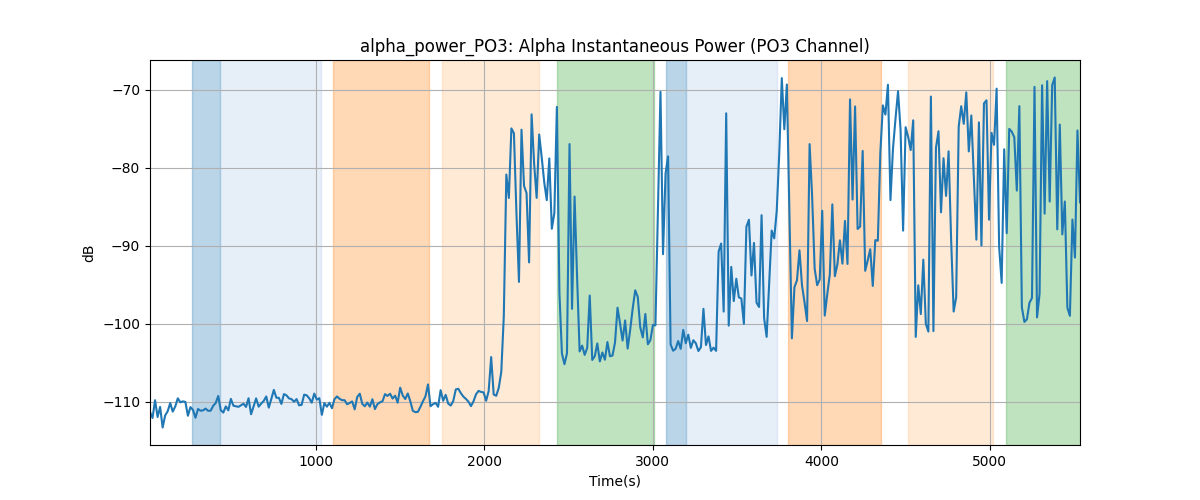 alpha_power_PO3: Alpha Instantaneous Power (PO3 Channel)
−70
−80
−90
−100
−110
dB
1000 2000 3000 4000 5000
Time(s)